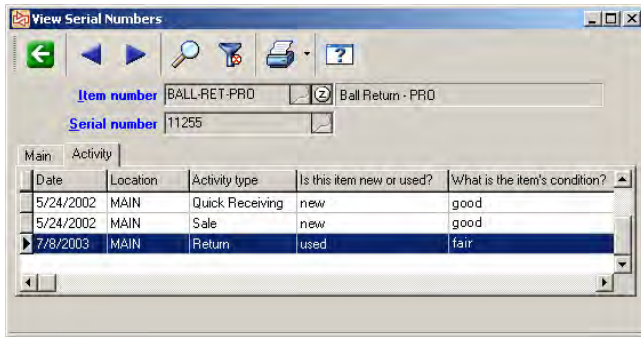 View Serial Numbers
Item number BALL-RET-PRO Z Ball Return - PRO
Serial number 11255
Main Activity
Date Location Activity type Is this item new or used? What is the item's condition?
5/24/2002 MAIN Quick Receiving new good
5/24/2002 MAIN Sale new good
7/8/2003 MAIN Return used fair